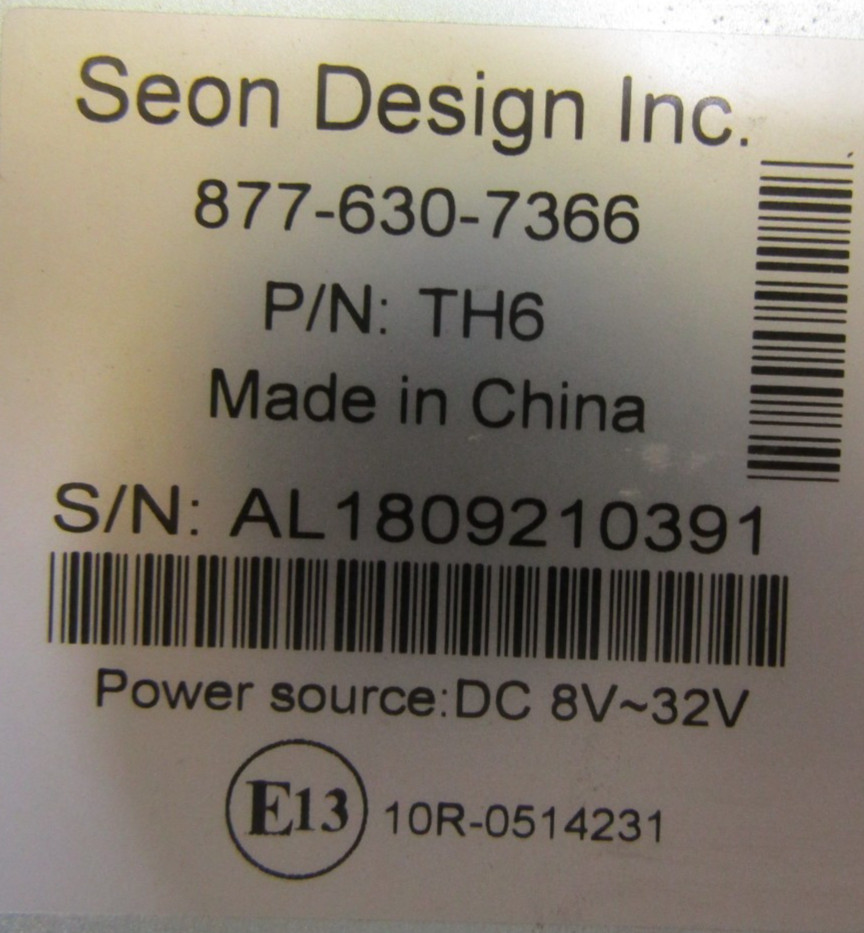 Seon Design Inc.
877-630-7366
P/N: TH6
Made in China
S/N: AL1809210391
Power source:DC 8V~32V
E13 10R-0514231